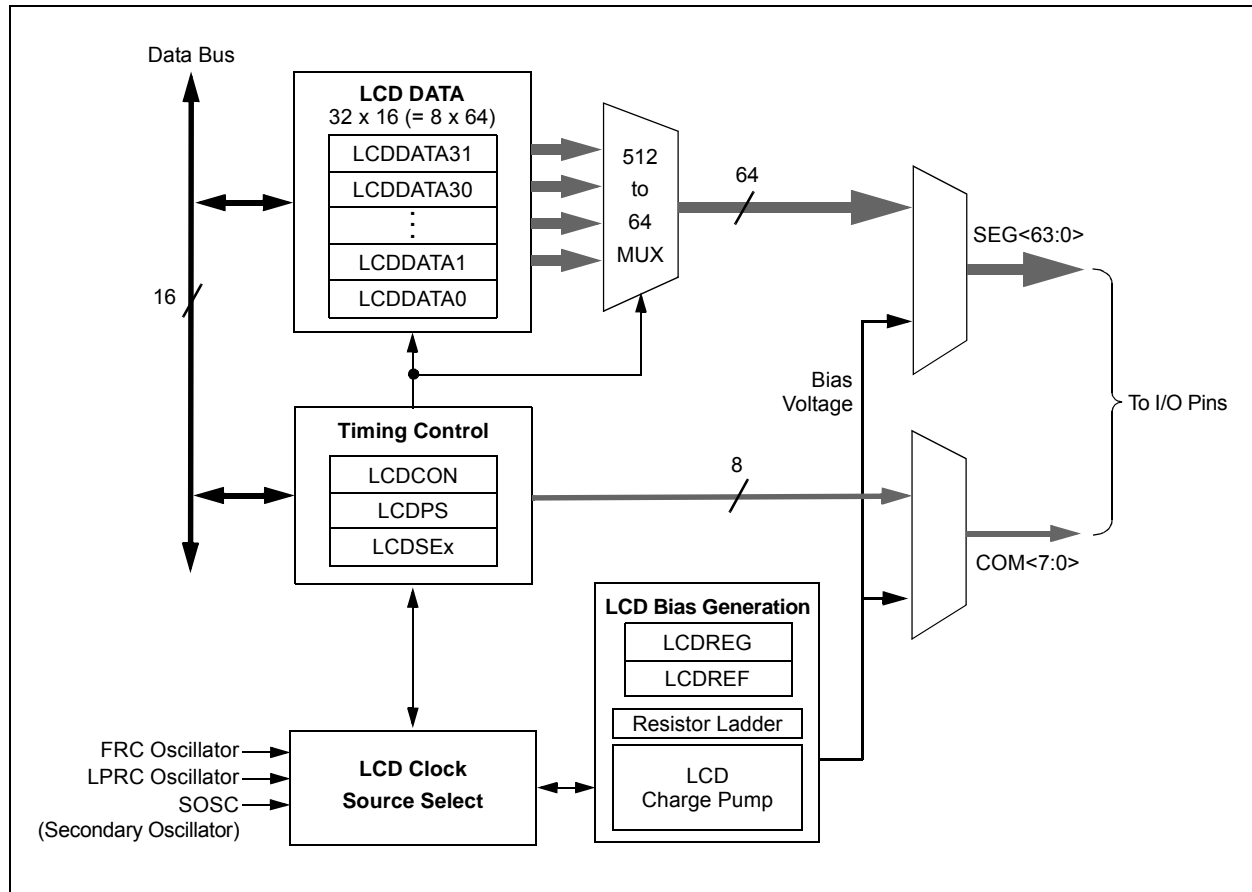 Data Bus
16
LCD DATA
32 x 16 (= 8 x 64)
LCDDATA31
LCDDATA30
⋮
LCDDATA1
LCDDATA0
512
to
64
MUX
64
SEG<63:0>
Bias
Voltage
To I/O Pins
Timing Control
LCDCON
LCDPS
LCDSEx
8
COM<7:0>
LCD Bias Generation
LCDREG
LCDREF
Resistor Ladder
LCD
Charge Pump
FRC Oscillator
LPRC Oscillator
SOSC
(Secondary Oscillator)
LCD Clock
Source Select